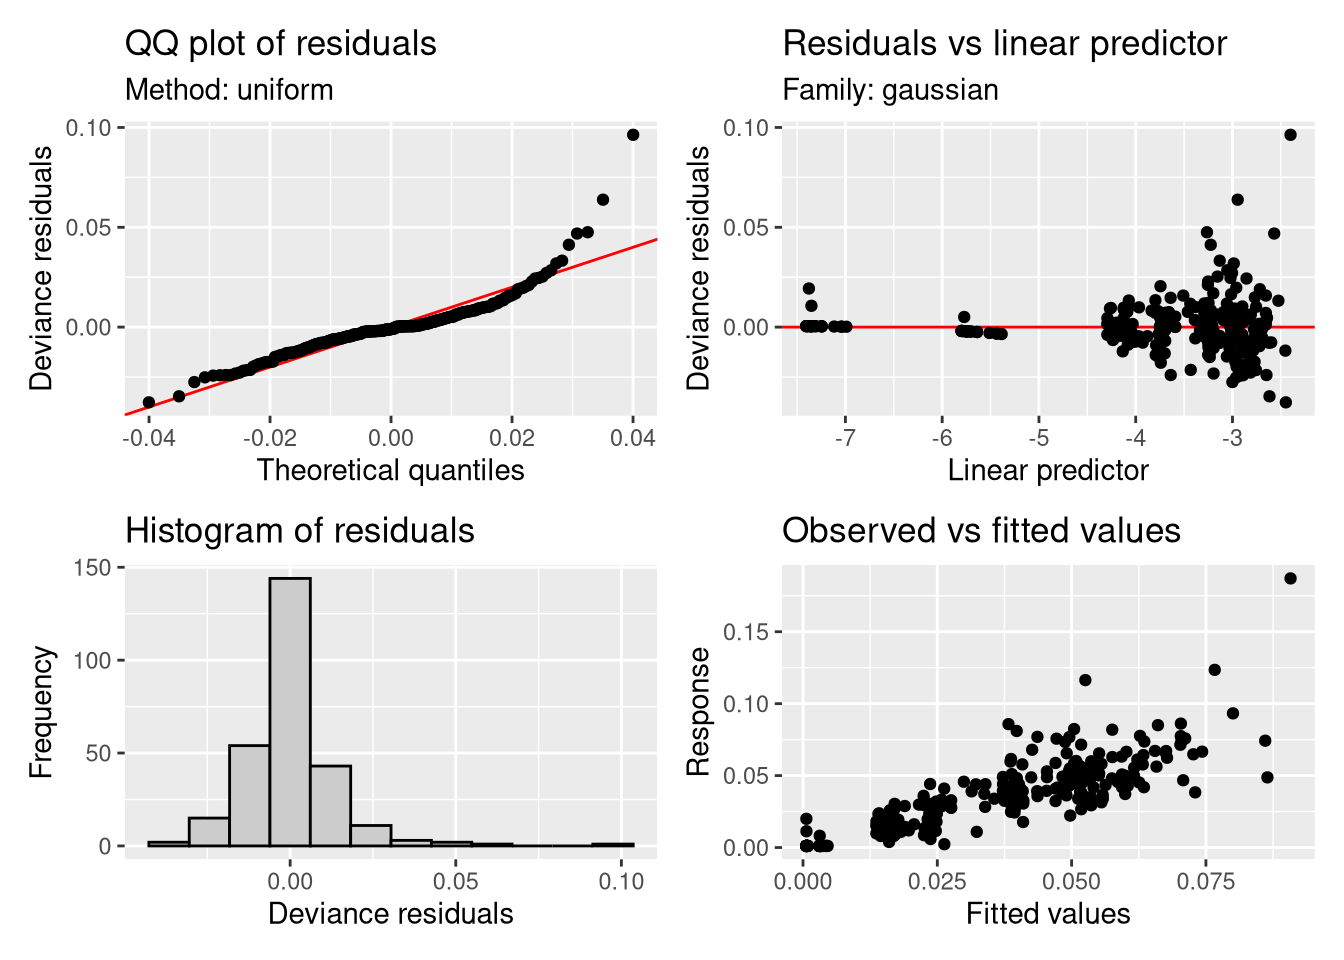 QQ plot of residuals
Method: uniform
0.10
0.05
0.00
Deviance residuals
-0.04 -0.02 0.00 0.02 0.04
Theoretical quantiles
Residuals vs linear predictor
Family: gaussian
0.10
0.05
0.00
Deviance residuals
-7 -6 -5 -4 -3
Linear predictor
Histogram of residuals
150
100
50
0
Frequency
0.00 0.05 0.10
Deviance residuals
Observed vs fitted values
0.15
0.10
0.05
0.00
Response
0.000 0.025 0.050 0.075
Fitted values